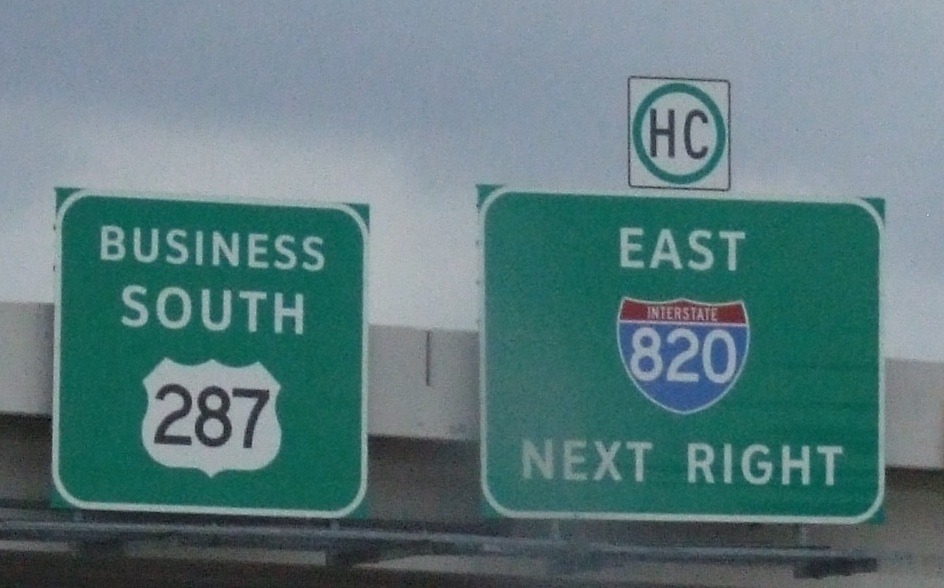 BUSINESS
SOUTH
287
HC
EAST
INTERSTATE
820
NEXT RIGHT